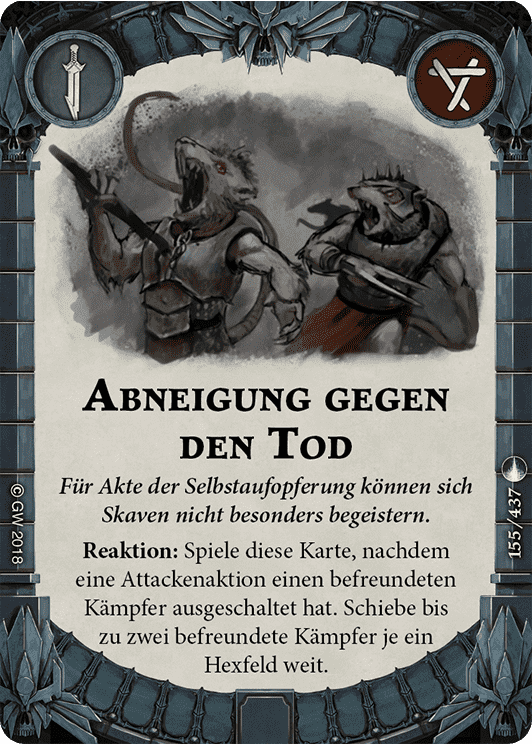 Abneigung gegen
den Tod
Für Akte der Selbstaufopferung können sich
Skaven nicht besonders begeistern.
Reaktion: Spiele diese Karte, nachdem
eine Attackenaktion einen befreundeten
Kämpfer ausgeschaltet hat. Schiebe bis
zu zwei befreundete Kämpfer je ein
Hexfeld weit.
© GW 2018
155/437